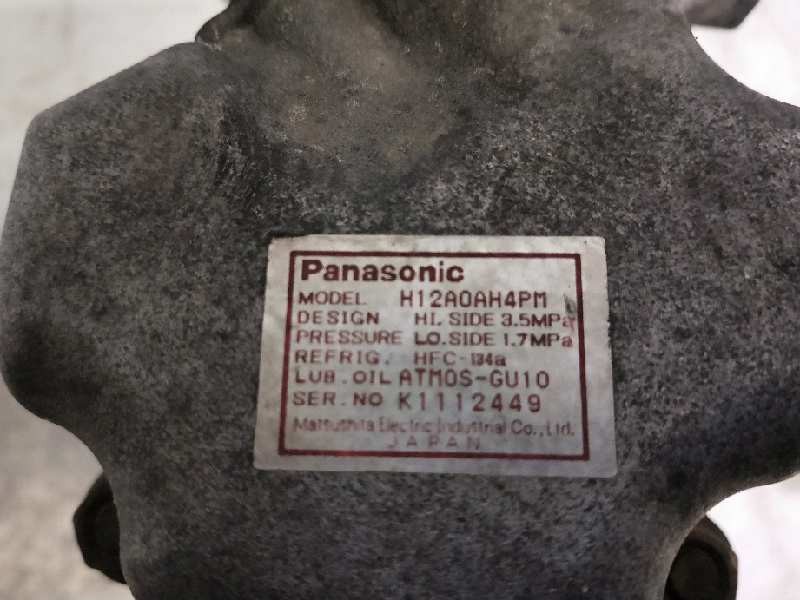 Panasonic
MODEL H12A0AH4PM
DESIGN HI. SIDE 3.5MPa
PRESSURE LO. SIDE 1.7MPa
REFRIG. HFC-134a
LUB. OIL ATMOS-GU10
SER. NO K1112449
Matsushita Electric Industrial Co., Ltd.
JAPAN